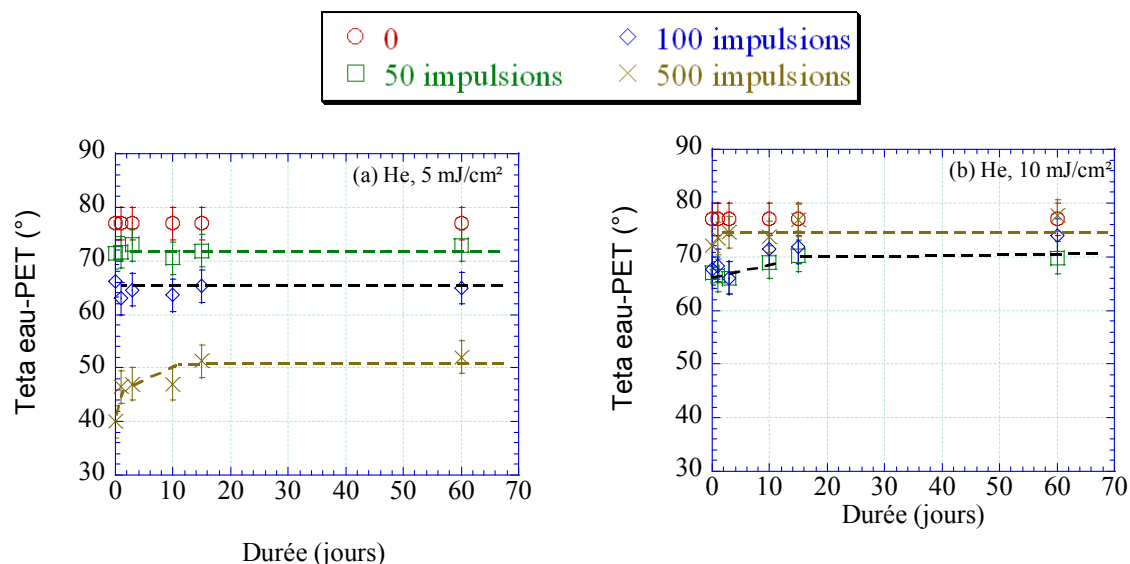 0
100 impulsions
50 impulsions
500 impulsions
(a) He, 5 mJ/cm²
Teta eau-PET (°)
90
80
70
60
50
40
30
0 10 20 30 40 50 60 70
Durée (jours)
(b) He, 10 mJ/cm²
Teta eau-PET (°)
90
80
70
60
50
40
30
0 10 20 30 40 50 60 70
Durée (jours)